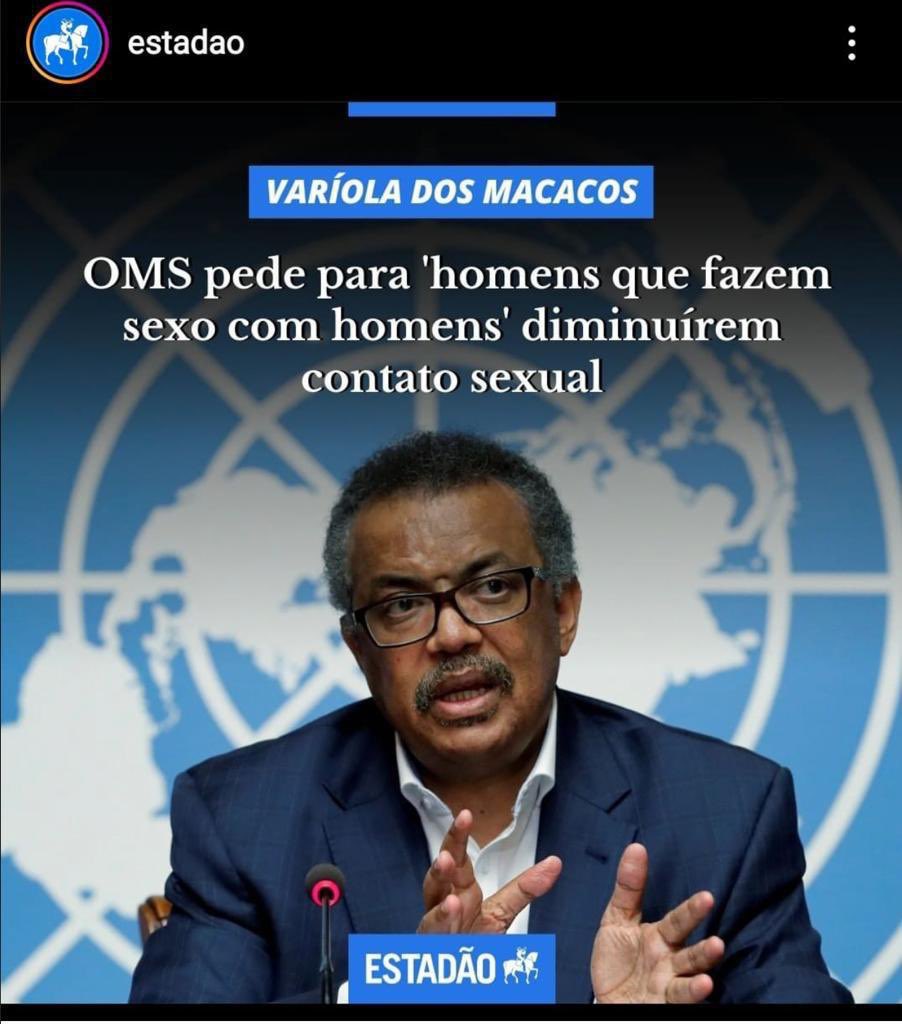 estadao
VARÍOLA DOS MACACOS
OMS pede para 'homens que fazem
sexo com homens' diminuírem
contato sexual
ESTADÃO